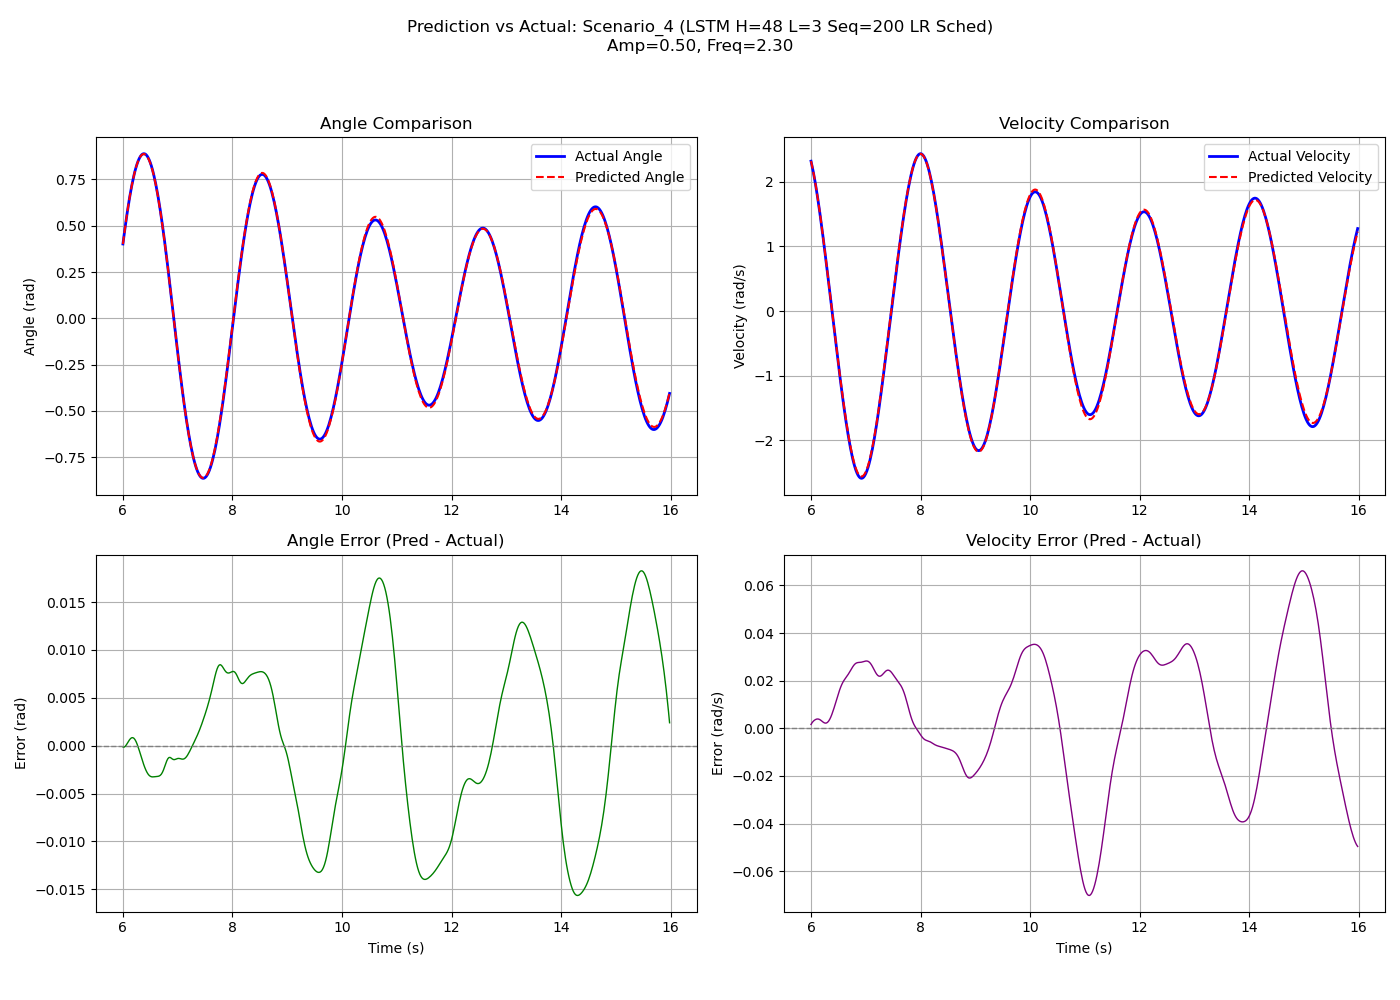 Prediction vs Actual: Scenario_4 (LSTM H=48 L=3 Seq=200 LR Sched)
Amp=0.50, Freq=2.30
Angle Comparison
Actual Angle
Predicted Angle
Angle (rad)
0.75
0.50
0.25
0.00
−0.25
−0.50
−0.75
6 8 10 12 14 16
Velocity Comparison
Actual Velocity
Predicted Velocity
Velocity (rad/s)
2
1
0
−1
−2
6 8 10 12 14 16
Angle Error (Pred - Actual)
Error (rad)
0.015
0.010
0.005
0.000
−0.005
−0.010
−0.015
6 8 10 12 14 16
Time (s)
Velocity Error (Pred - Actual)
Error (rad/s)
0.06
0.04
0.02
0.00
−0.02
−0.04
−0.06
6 8 10 12 14 16
Time (s)